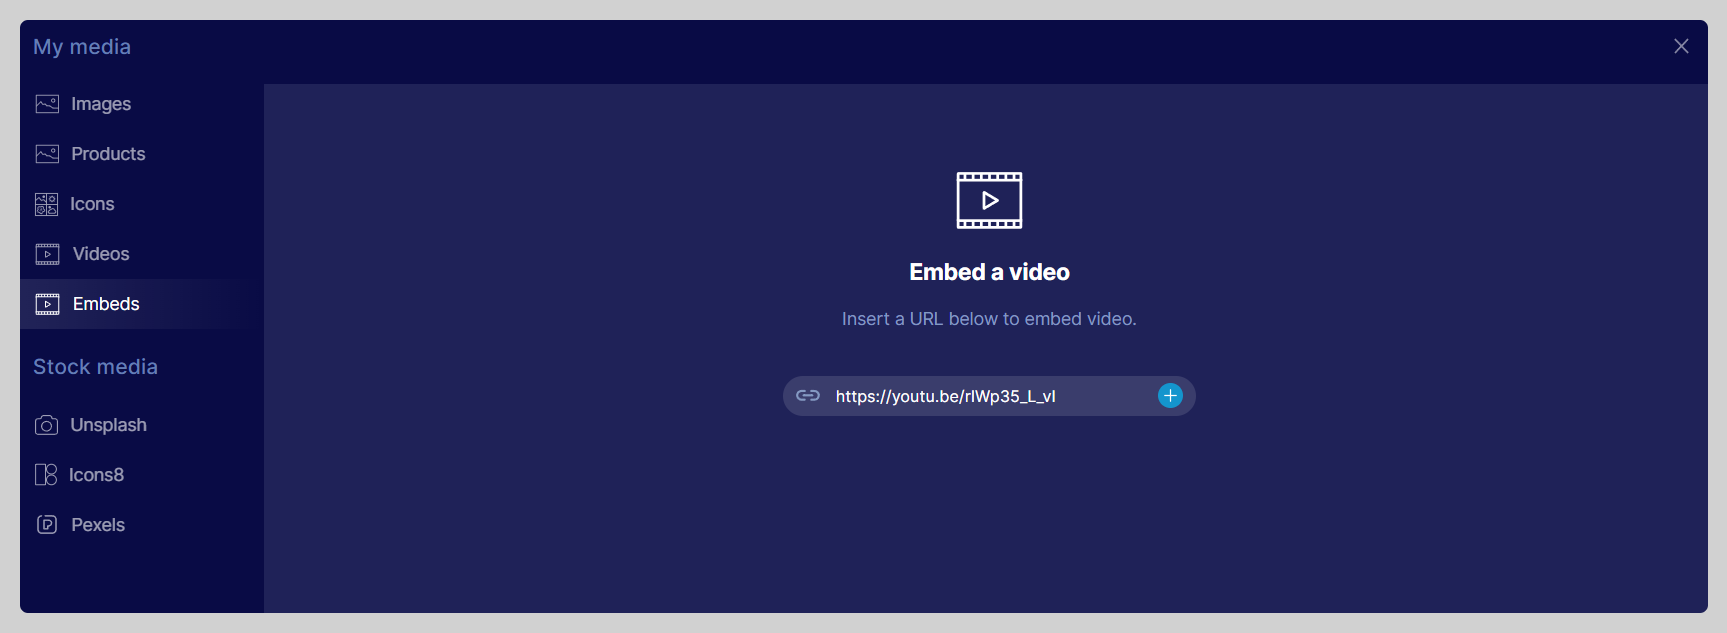 My media
Images
Products
Icons
Videos
Embeds
Stock media
Unsplash
Icons8
Pexels
Embed a video
Insert a URL below to embed video.
https://youtu.be/rIWp35_L_vI